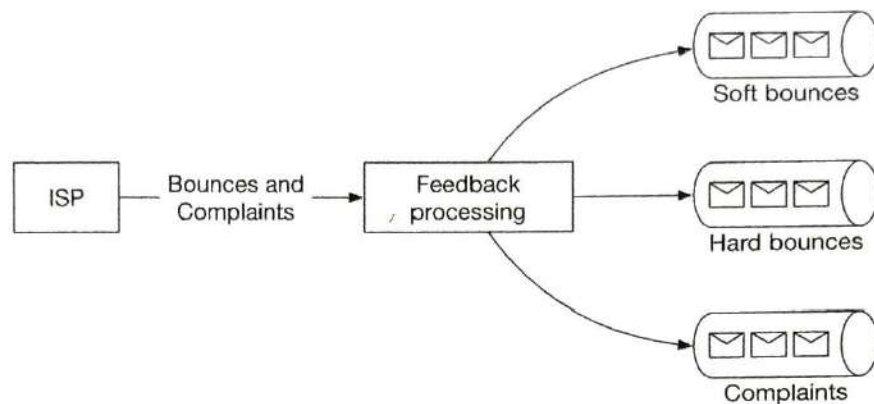 Soft bounces
ISP
Bounces and
Complaints
Feedback
processing
Hard bounces
Complaints